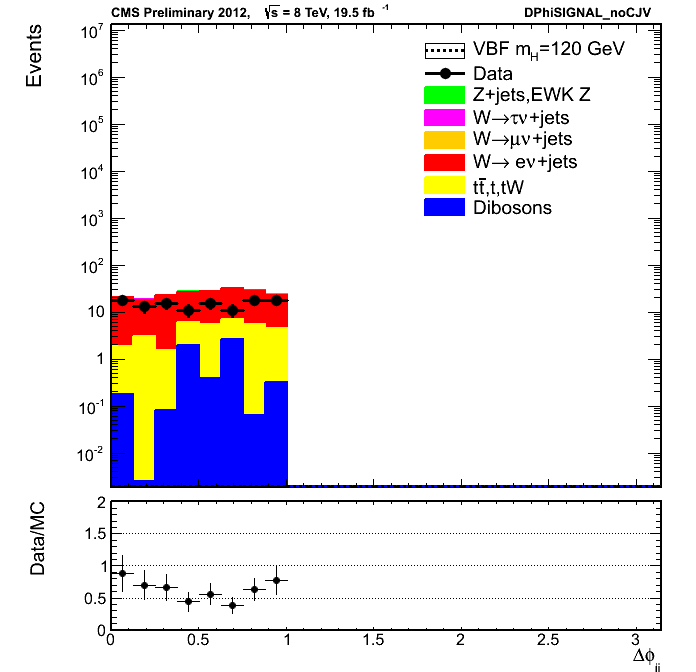 CMS Preliminary 2012, √s = 8 TeV, 19.5 fb⁻¹ DPhiSIGNAL_noCJV
Events
10⁷
10⁶
10⁵
10⁴
10³
10²
10
1
10⁻¹
10⁻²
VBF m_H=120 GeV
Data
Z+jets,EWK Z
W→τν+jets
W→μν+jets
W→ eν+jets
tt̄,t,tW
Dibosons
Data/MC
2
1.5
1
0.5
0
0 0.5 1 1.5 2 2.5 3
Δϕ_jj